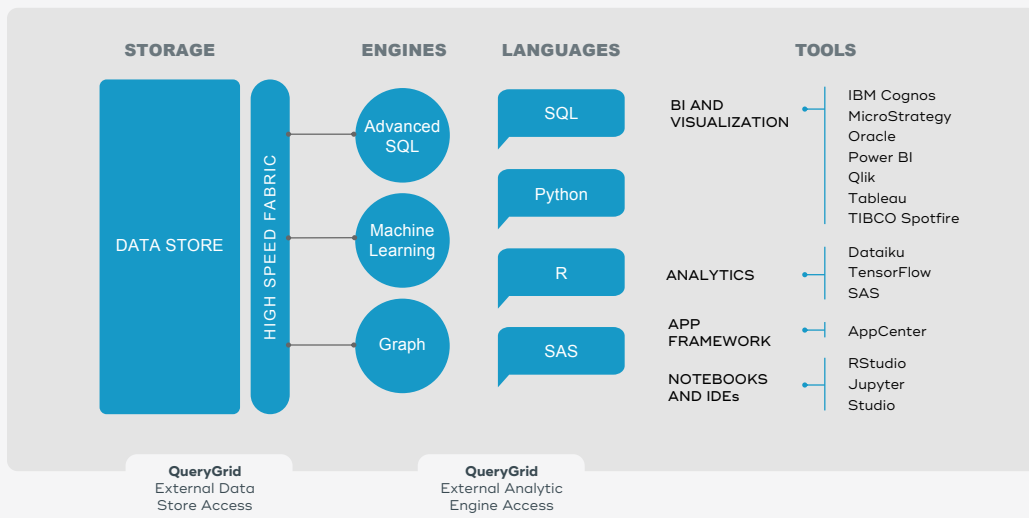 STORAGE
ENGINES
LANGUAGES
TOOLS
DATA STORE
HIGH SPEED FABRIC
Advanced
SQL
Machine
Learning
Graph
SQL
Python
R
SAS
BI AND
VISUALIZATION
IBM Cognos
MicroStrategy
Oracle
Power BI
Qlik
Tableau
TIBCO Spotfire
ANALYTICS
Dataiku
TensorFlow
SAS
APP
FRAMEWORK
AppCenter
NOTEBOOKS
AND IDEs
RStudio
Jupyter
Studio
QueryGrid
External Data
Store Access
QueryGrid
External Analytic
Engine Access